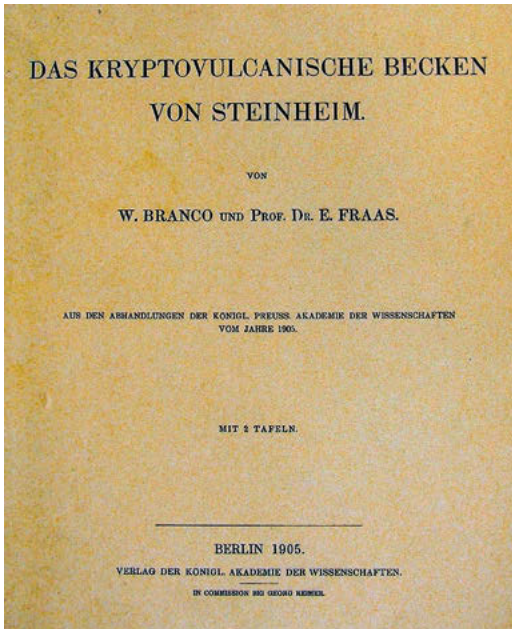 DAS KRYPTOVULCANISCHE BECKEN
VON STEINHEIM.
VON
W. BRANCO UND PROF. DR. E. FRAAS.
AUS DEN ABHANDLUNGEN DER KÖNIGL. PREUSS. AKADEMIE DER WISSENSCHAFTEN
VOM JAHRE 1905.
MIT 2 TAFELN.
BERLIN 1905.
VERLAG DER KÖNIGL. AKADEMIE DER WISSENSCHAFTEN.
IN COMMISSION BEI GEORG REIMER.